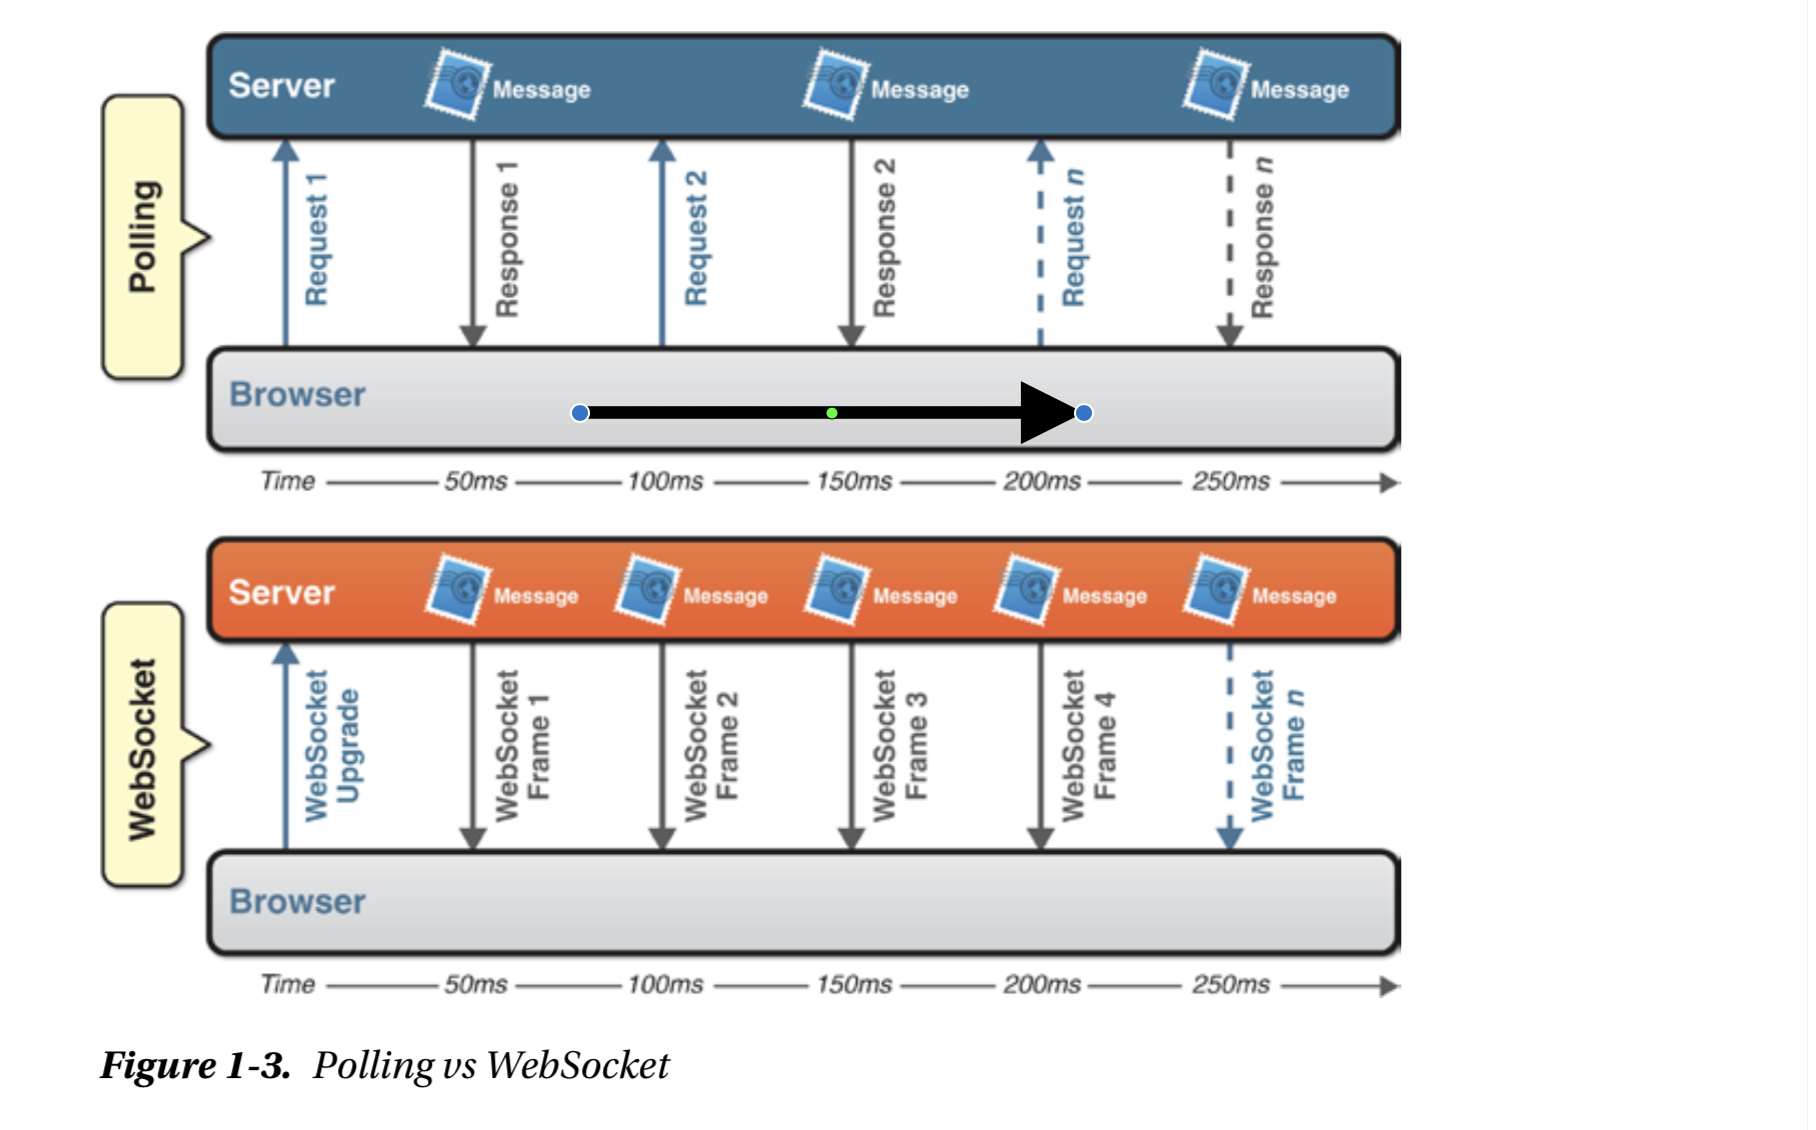 Polling
Server
Message
Message
Message
Request 1
Response 1
Request 2
Response 2
Request n
Response n
Browser
Time
50ms
100ms
150ms
200ms
250ms
WebSocket
Server
Message
Message
Message
Message
Message
WebSocket
Upgrade
WebSocket
Frame 1
WebSocket
Frame 2
WebSocket
Frame 3
WebSocket
Frame 4
WebSocket
Frame n
Browser
Time
50ms
100ms
150ms
200ms
250ms
Figure 1-3. Polling vs WebSocket